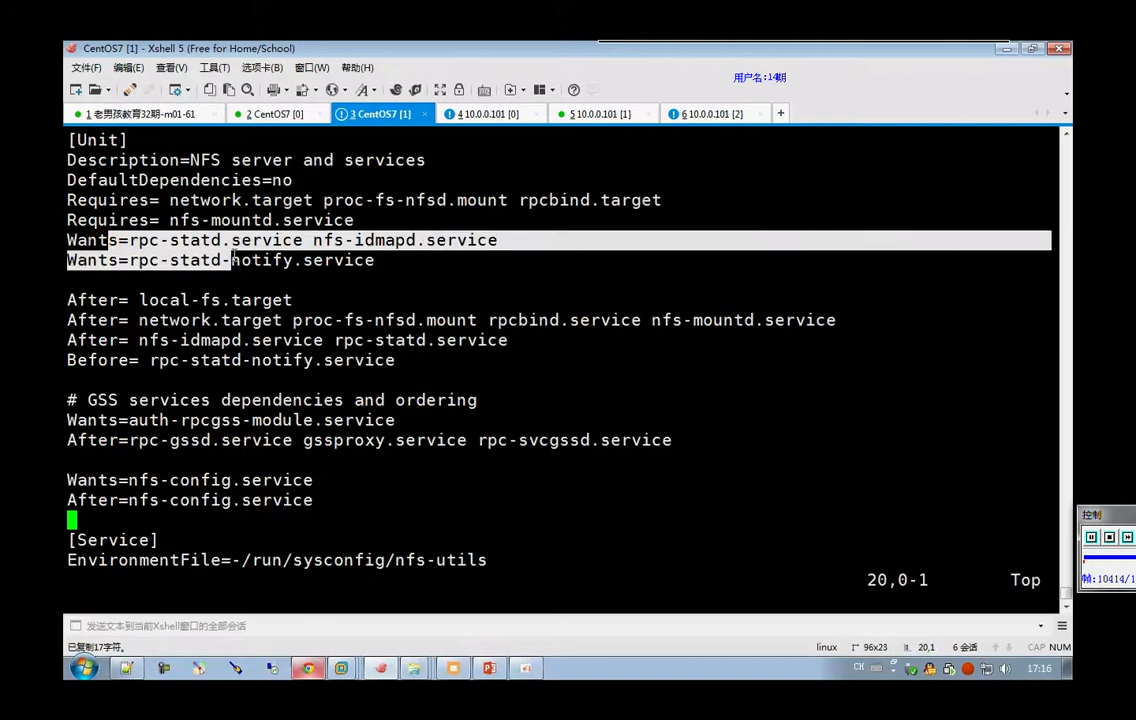 CentOS7 [1] - Xshell 5 (Free for Home/School)
文件(F) 编辑(E) 查看(V) 工具(T) 选项卡(B) 窗口(W) 帮助(H)
用户名:14期
1 老男孩教育32期-m01-61 2 CentOS7 [0] 3 CentOS7 [1] 4 10.0.0.101 [0] 5 10.0.0.101 [1] 6 10.0.0.101 [2]
[Unit]
Description=NFS server and services
DefaultDependencies=no
Requires= network.target proc-fs-nfsd.mount rpcbind.target
Requires= nfs-mountd.service
Wants=rpc-statd.service nfs-idmapd.service
Wants=rpc-statd-notify.service
After= local-fs.target
After= network.target proc-fs-nfsd.mount rpcbind.service nfs-mountd.service
After= nfs-idmapd.service rpc-statd.service
Before= rpc-statd-notify.service
# GSS services dependencies and ordering
Wants=auth-rpcgss-module.service
After=rpc-gssd.service gssproxy.service rpc-svcgssd.service
Wants=nfs-config.service
After=nfs-config.service
控制
[Service]
EnvironmentFile=-/run/sysconfig/nfs-utils
帧:10414/1
20,0-1 Top
发送文本到当前Xshell窗口的全部会话
已复制17字符。 linux 96x23 20,1 6 会话 CAP NUM
CH 17:16